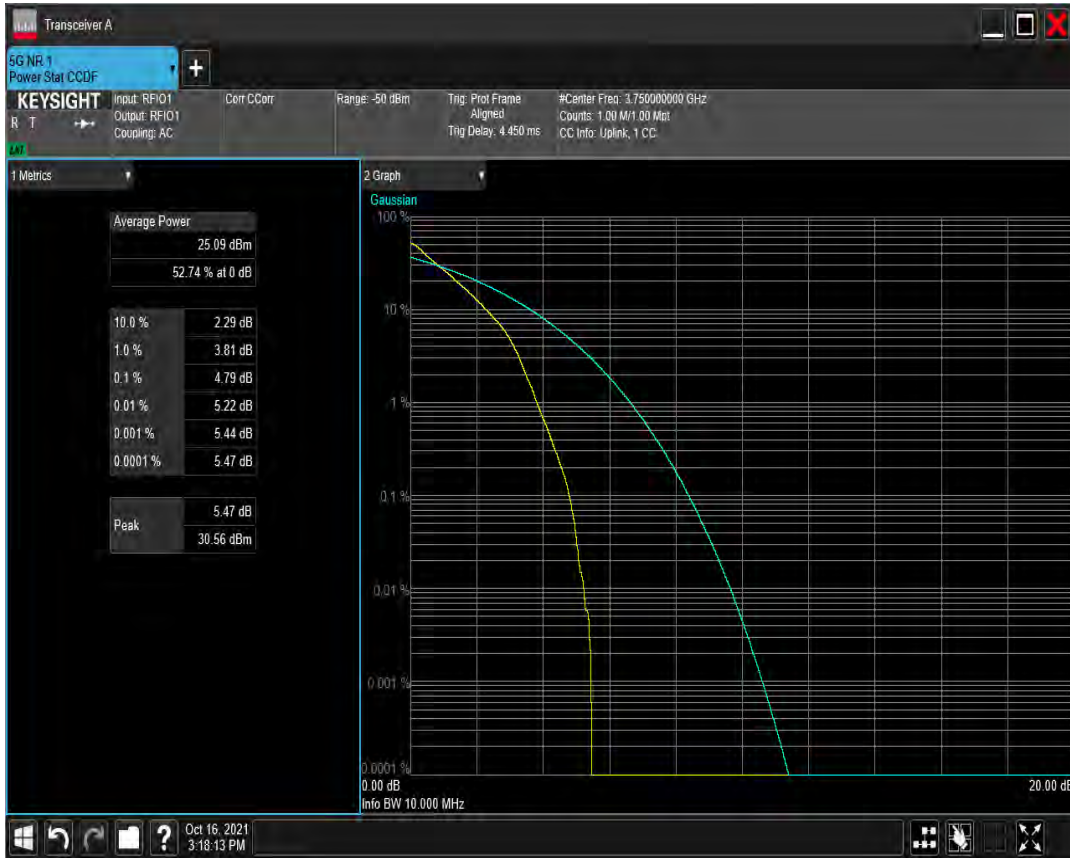 Transceiver A
5G NR 1
Power Stat CCDF
+
KEYSIGHT
R T
LXI
Input: RFIO1
Output: RFIO1
Coupling: AC
Corr CCorr
Range: -50 dBm
Trig: Prot Frame
Aligned
Trig Delay: 4.450 ms
#Center Freq: 3.750000000 GHz
Counts: 1.00 M/1.00 Mpt
CC Info: Uplink, 1 CC
1 Metrics
Average Power
25.09 dBm
52.74 % at 0 dB
10.0 % 2.29 dB
1.0 % 3.81 dB
0.1 % 4.79 dB
0.01 % 5.22 dB
0.001 % 5.44 dB
0.0001 % 5.47 dB
Peak
5.47 dB
30.56 dBm
2 Graph
Gaussian
100 %
10 %
1 %
0.1 %
0.01 %
0.001 %
0.0001 %
0.00 dB 20.00 dB
Info BW 10.000 MHz
?
Oct 16, 2021
3:18:13 PM